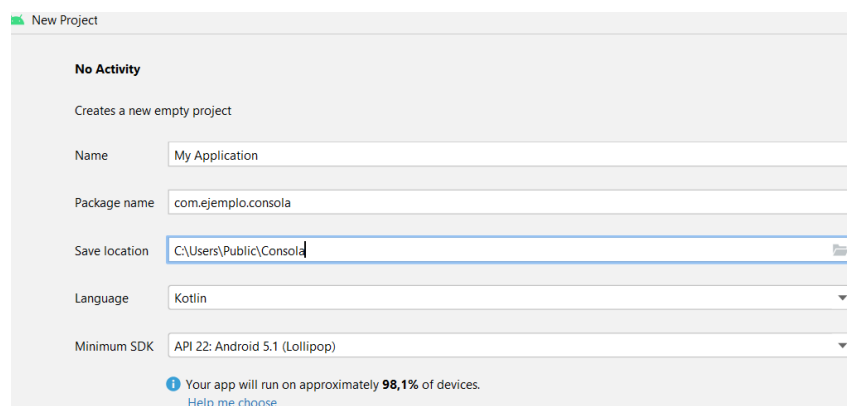 New Project
No Activity
Creates a new empty project
Name My Application
Package name com.ejemplo.consola
Save location C:\Users\Public\Consola
Language Kotlin
Minimum SDK API 22: Android 5.1 (Lollipop)
Your app will run on approximately 98,1% of devices.
Help me choose